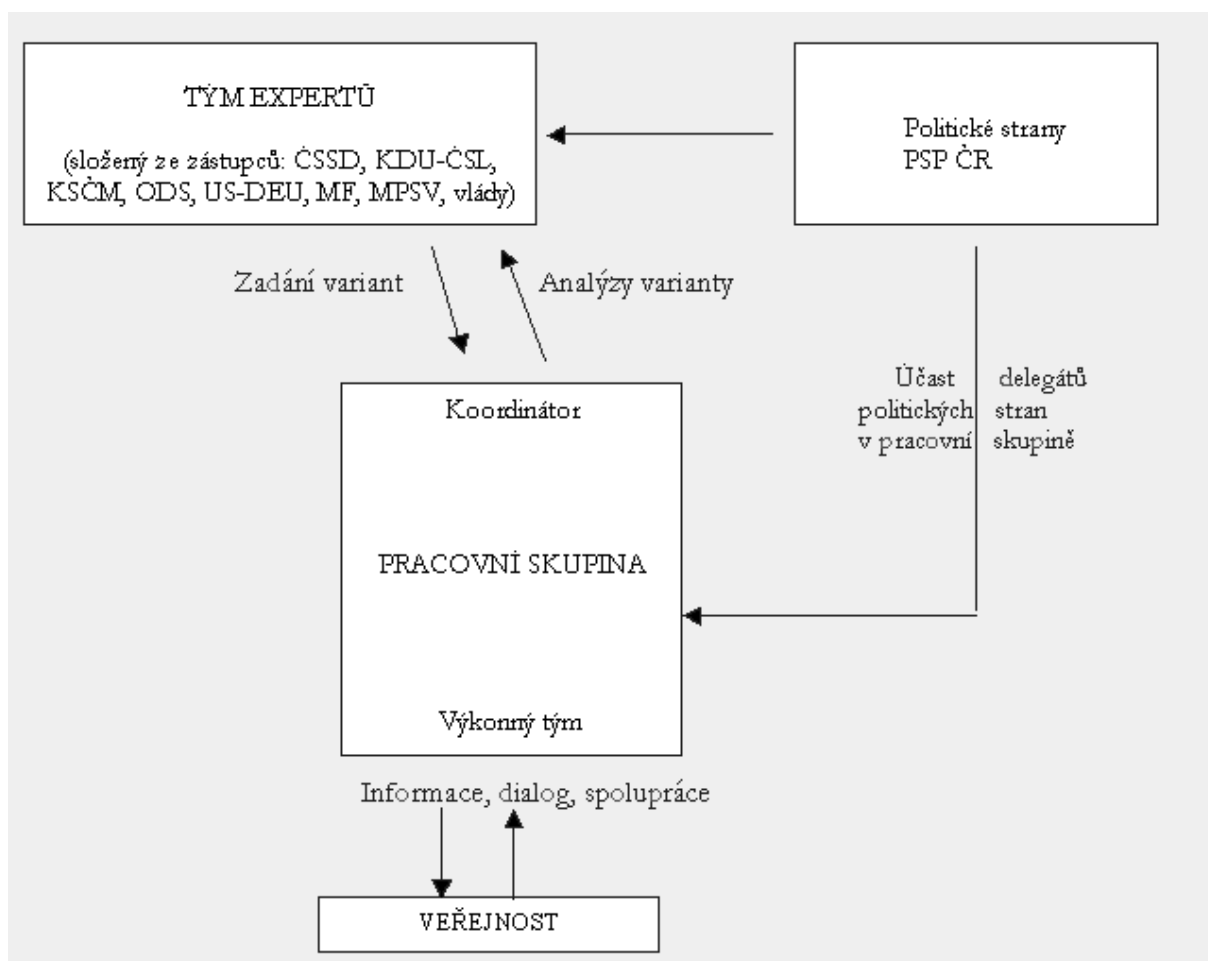 TÝM EXPERTŮ
(složený ze zástupců: ČSSD, KDU-ČSL,
KSČM, ODS, US-DEU, MF, MPSV, vlády)
Politické strany
PSP ČR
Zadání variant
Analýzy varianty
Účast delegátů
politických stran
v pracovní skupině
Koordinátor
PRACOVNÍ SKUPINA
Výkonný tým
Informace, dialog, spolupráce
VEŘEJNOST